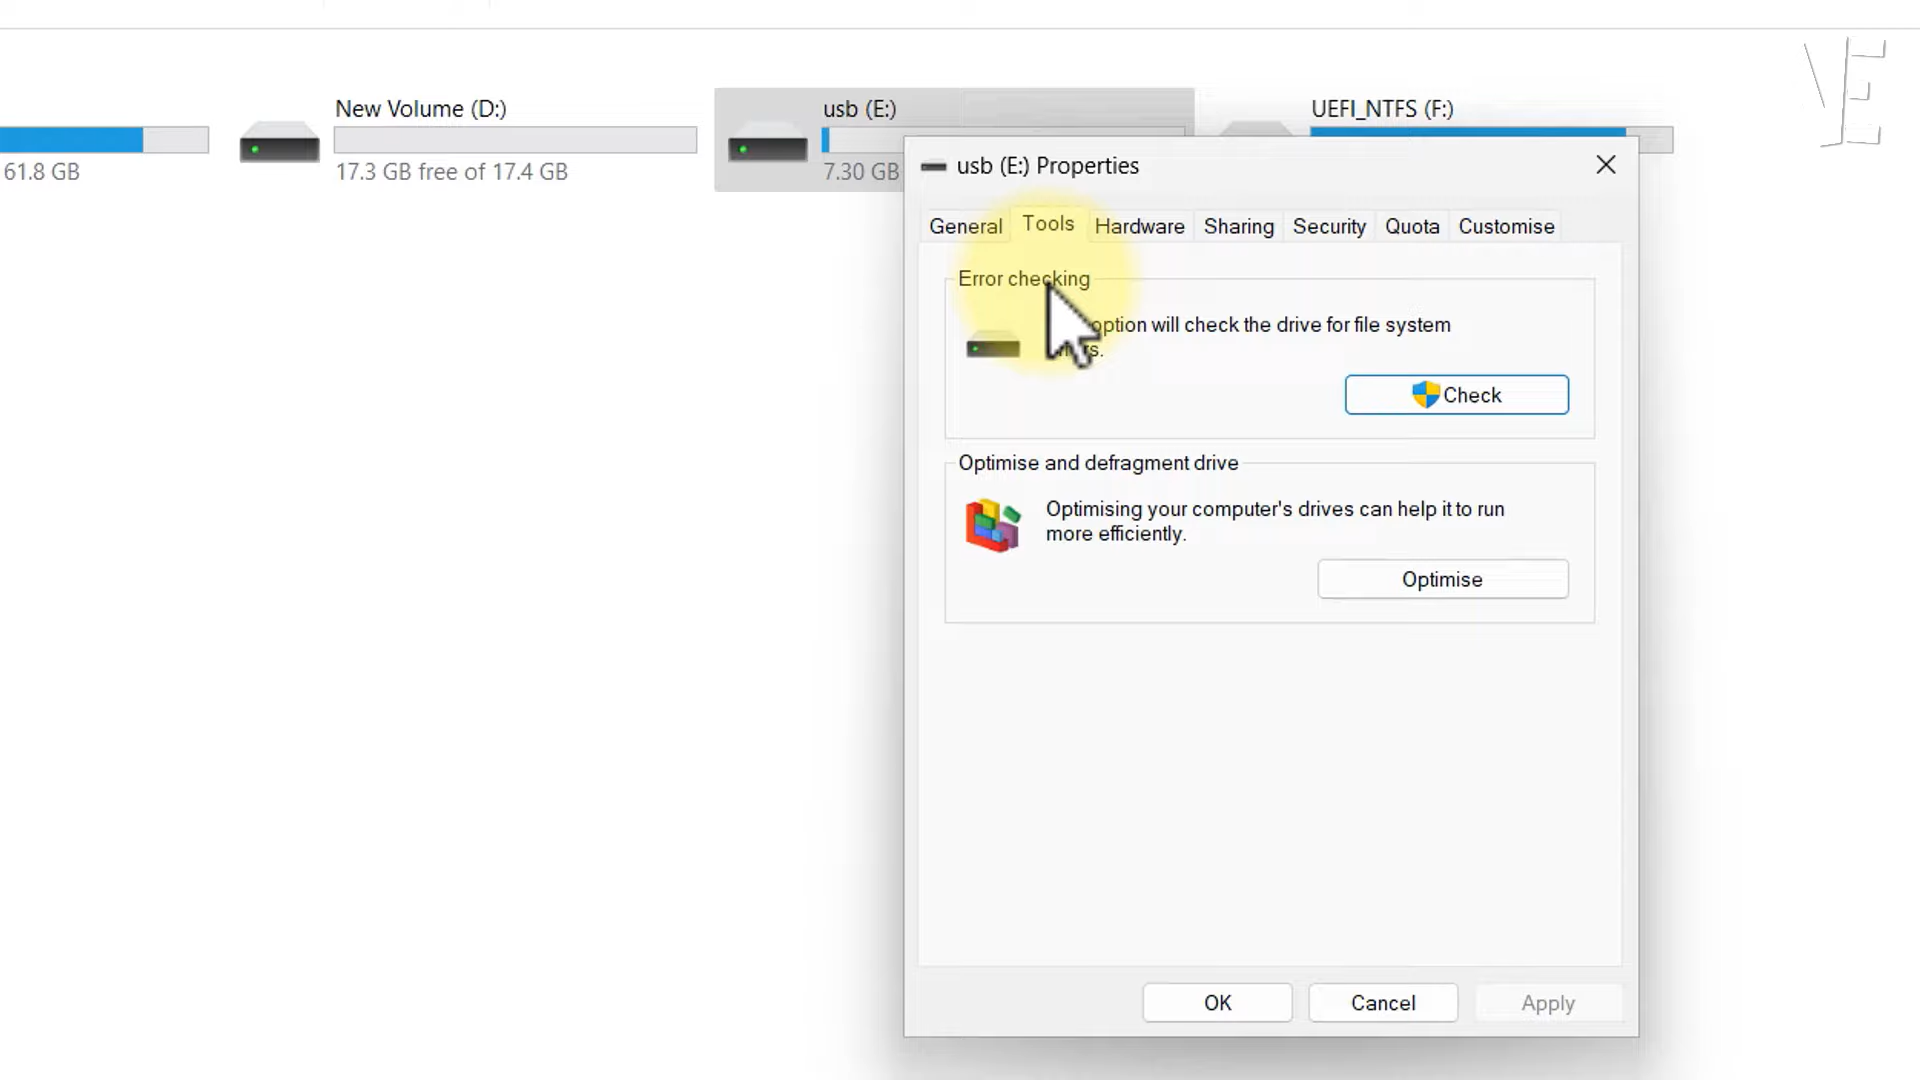 New Volume (D:)
usb (E:)
UEFI_NTFS (F:)
61.8 GB
17.3 GB free of 17.4 GB
7.30 GB
usb (E:) Properties
General
Tools
Hardware
Sharing
Security
Quota
Customise
Error checking
option will check the drive for file system
Check
Optimise and defragment drive
Optimising your computer's drives can help it to run
more efficiently.
Optimise
OK
Cancel
Apply